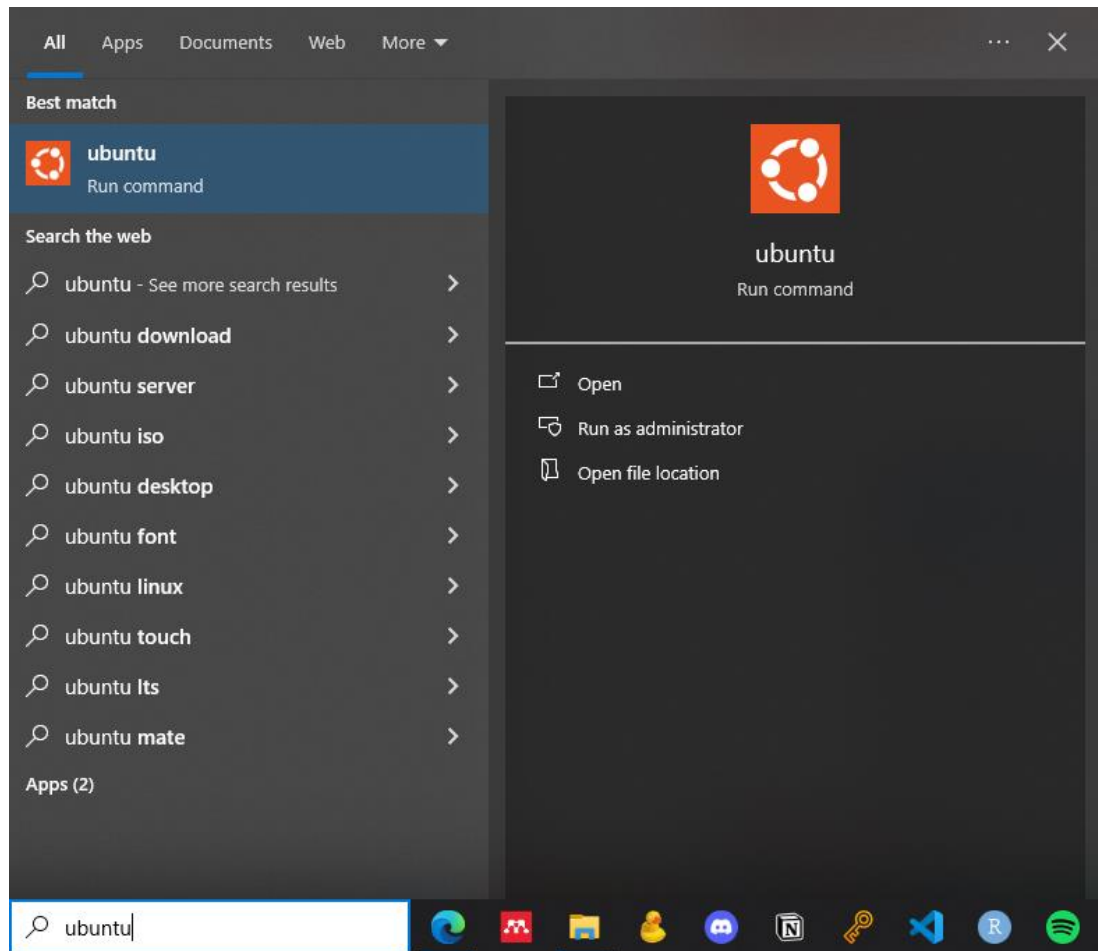 All Apps Documents Web More
Best match
ubuntu
Run command
Search the web
ubuntu - See more search results
ubuntu download
ubuntu server
ubuntu iso
ubuntu desktop
ubuntu font
ubuntu linux
ubuntu touch
ubuntu lts
ubuntu mate
Apps (2)
ubuntu
Run command
Open
Run as administrator
Open file location
ubuntu
N
R